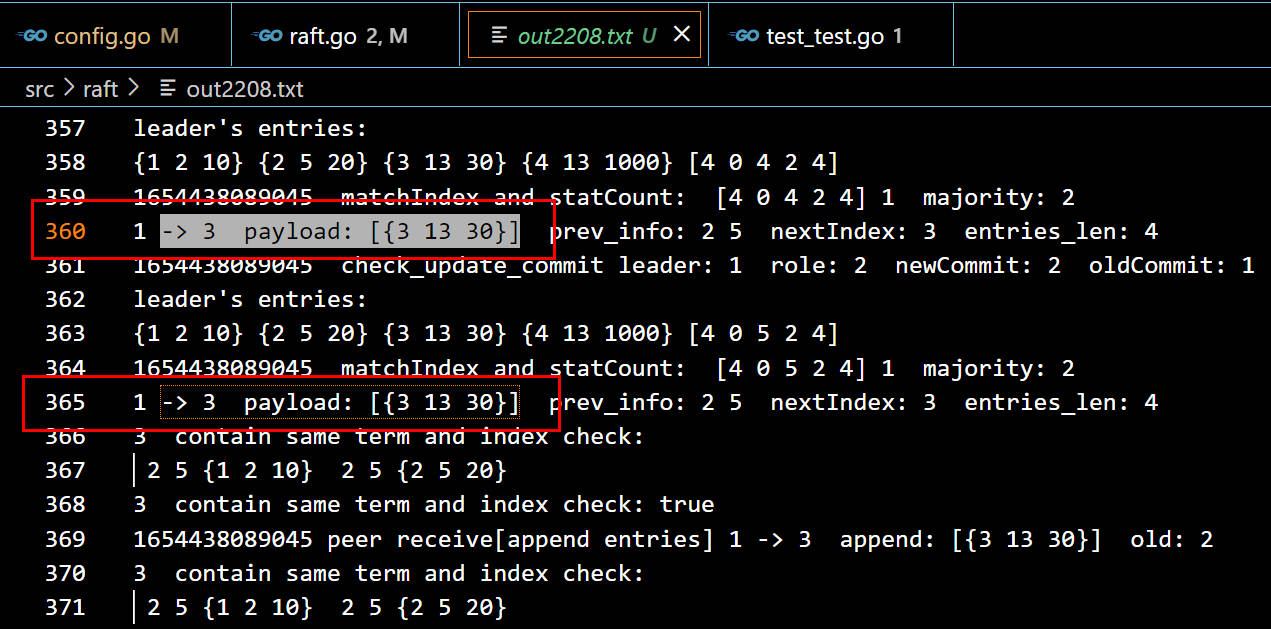 GO config.go M GO raft.go 2, M out2208.txt U × GO test_test.go 1
src > raft > out2208.txt
357 leader's entries:
358 {1 2 10} {2 5 20} {3 13 30} {4 13 1000} [4 0 4 2 4]
359 1654438089045 matchIndex and statCount: [4 0 4 2 4] 1 majority: 2
360 1 -> 3 payload: [{3 13 30}] prev_info: 2 5 nextIndex: 3 entries_len: 4
361 1654438089045 check_update_commit leader: 1 role: 2 newCommit: 2 oldCommit: 1
362 leader's entries:
363 {1 2 10} {2 5 20} {3 13 30} {4 13 1000} [4 0 5 2 4]
364 1654438089045 matchIndex and statCount: [4 0 5 2 4] 1 majority: 2
365 1 -> 3 payload: [{3 13 30}] prev_info: 2 5 nextIndex: 3 entries_len: 4
366 3 contain same term and index check:
367 2 5 {1 2 10} 2 5 {2 5 20}
368 3 contain same term and index check: true
369 1654438089045 peer receive[append entries] 1 -> 3 append: [{3 13 30}] old: 2
370 3 contain same term and index check:
371 2 5 {1 2 10} 2 5 {2 5 20}